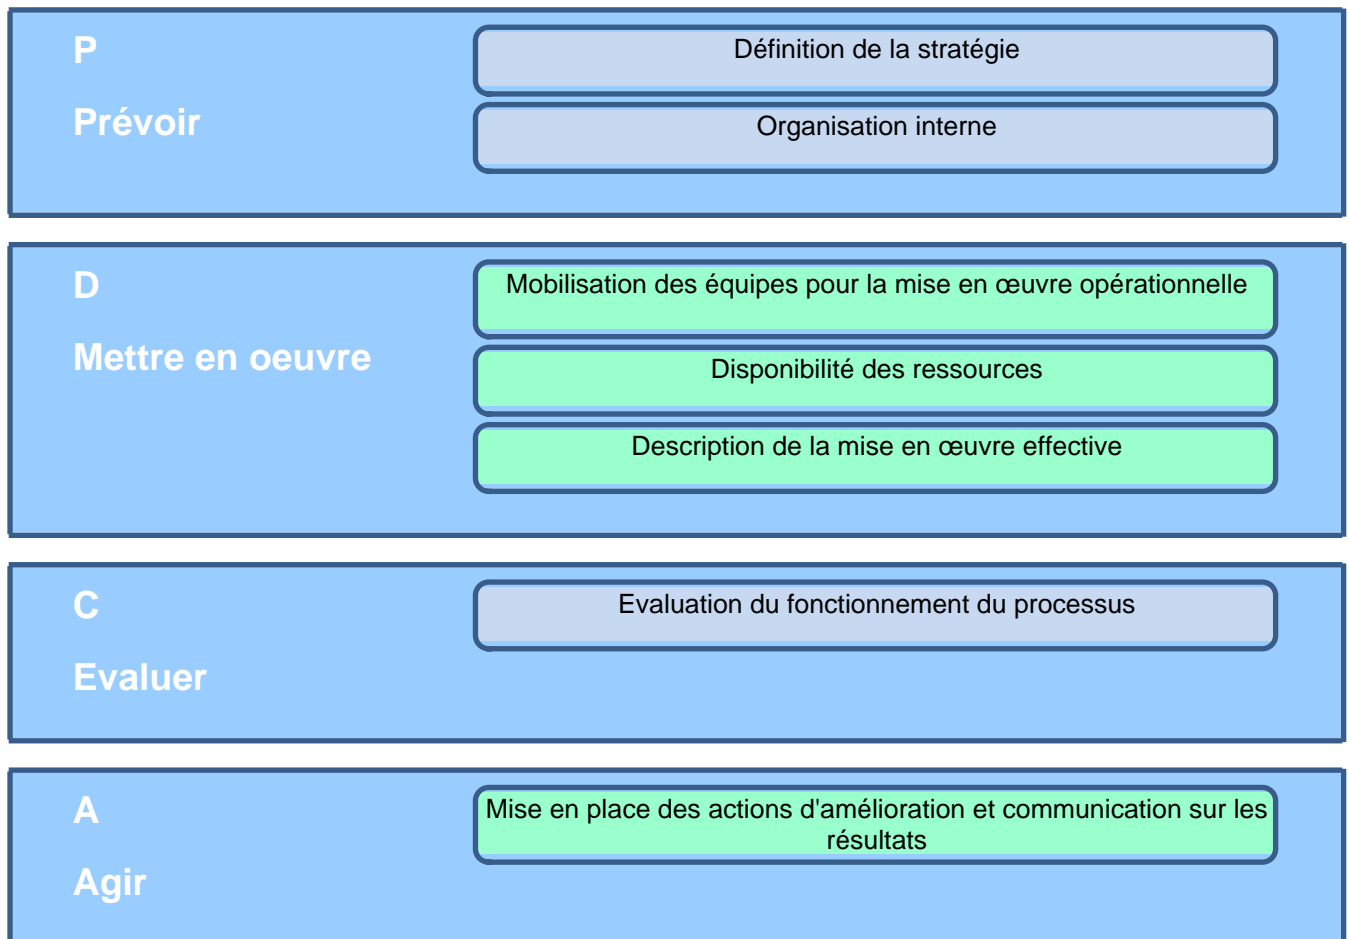 P
Prévoir
Définition de la stratégie
Organisation interne
D
Mettre en oeuvre
Mobilisation des équipes pour la mise en œuvre opérationnelle
Disponibilité des ressources
Description de la mise en œuvre effective
C
Evaluer
Evaluation du fonctionnement du processus
A
Agir
Mise en place des actions d'amélioration et communication sur les
résultats